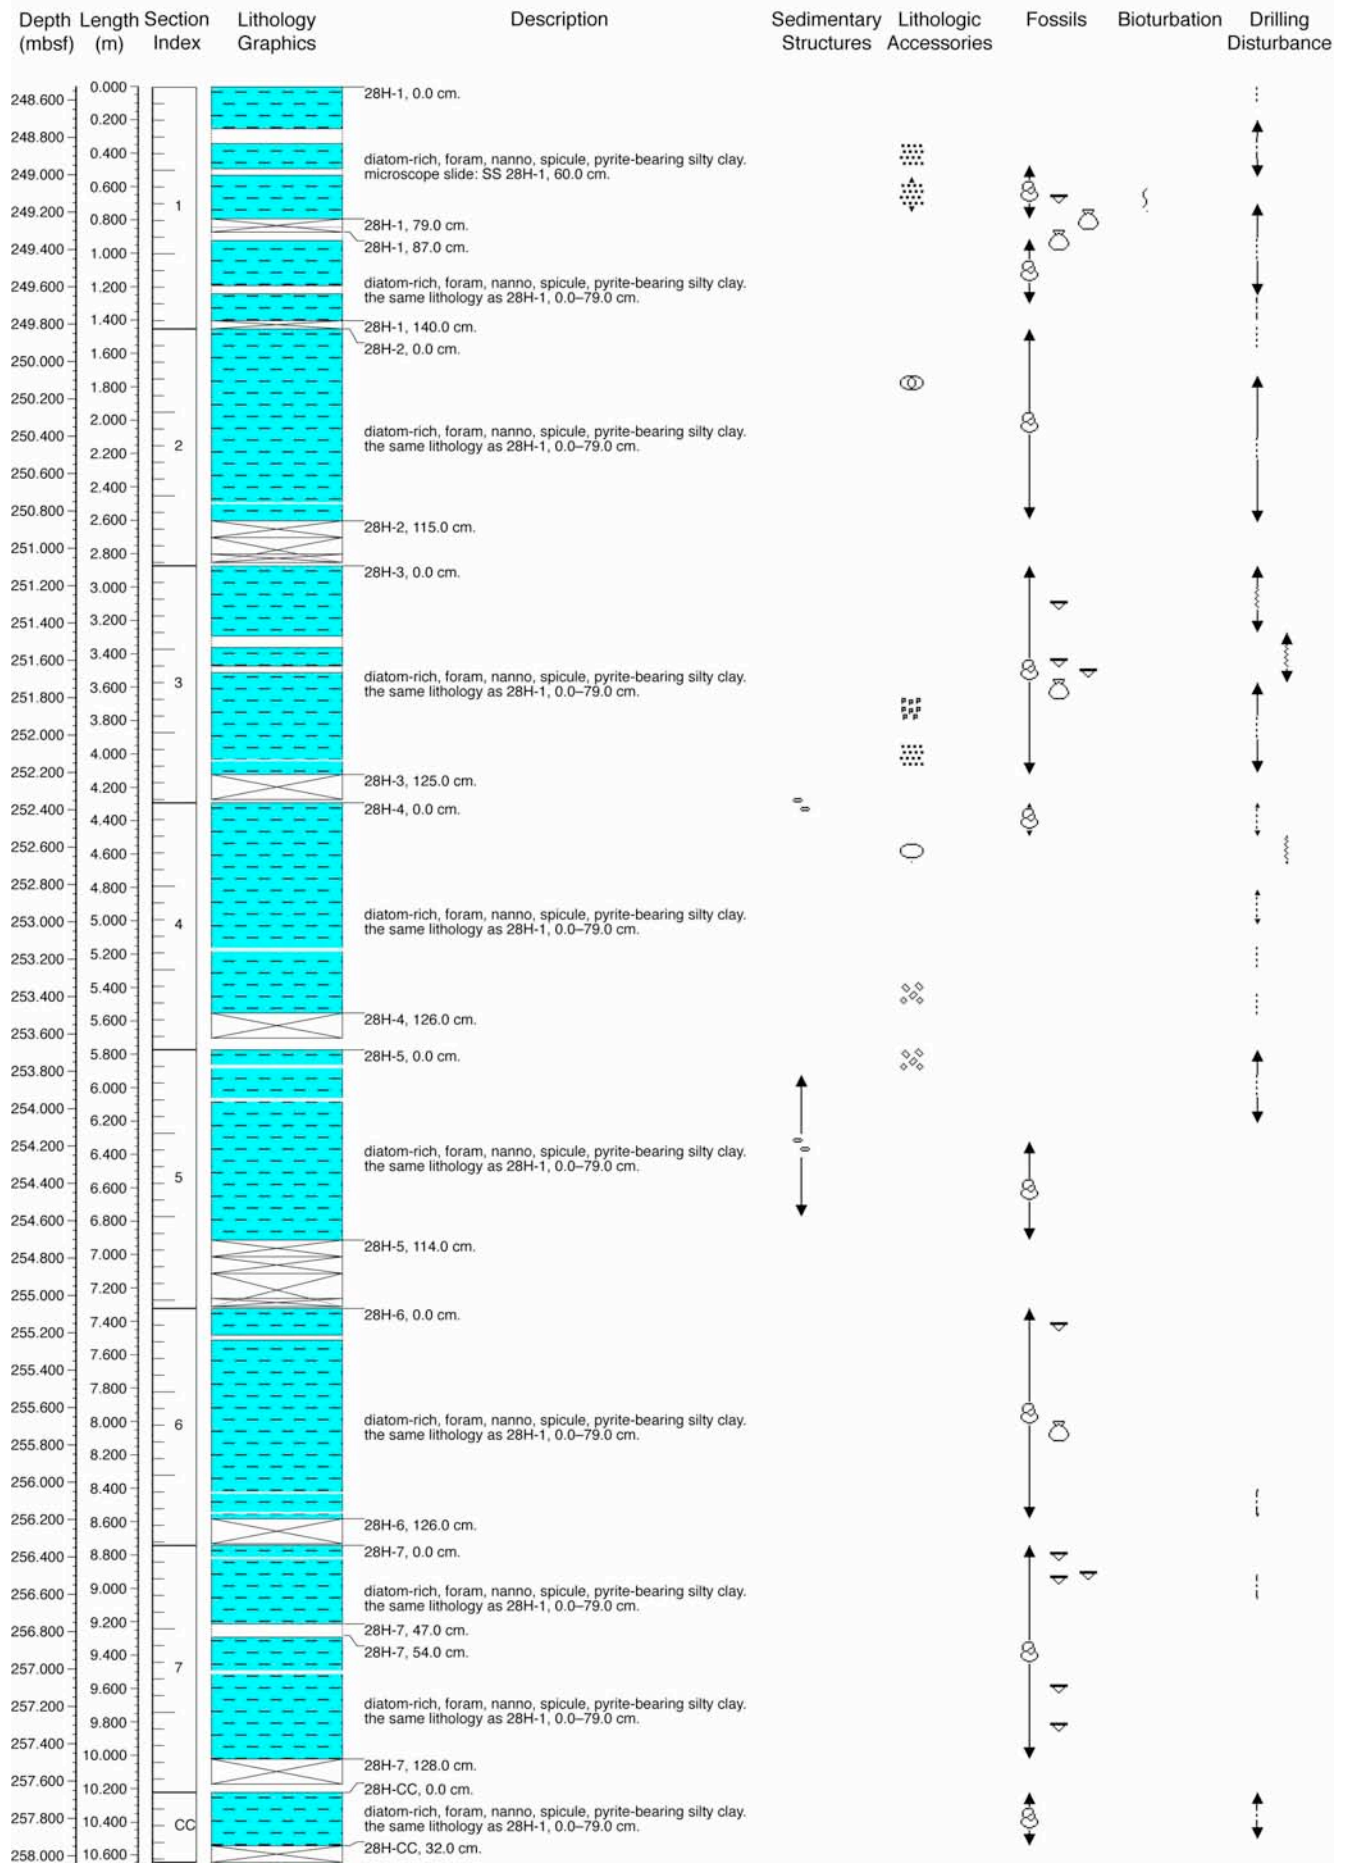 Depth Length Section Lithology Description Sedimentary Lithologic Fossils Bioturbation Drilling
(mbsf) (m) Index Graphics Structures Accessories Disturbance
0.000
28H-1, 0.0 cm.
248.600
0.200
248.800
0.400
diatom-rich, foram, nanno, spicule, pyrite-bearing silty clay.
249.000
microscope slide: SS 28H-1, 60.0 cm.
0.600
1
249.200
0.800
28H-1, 79.0 cm.
249.400
28H-1, 87.0 cm.
1.000
249.600
1.200
diatom-rich, foram, nanno, spicule, pyrite-bearing silty clay.
the same lithology as 28H-1, 0.0–79.0 cm.
249.800
1.400
28H-1, 140.0 cm.
28H-2, 0.0 cm.
250.000
1.600
250.200
1.800
2.000
250.400
diatom-rich, foram, nanno, spicule, pyrite-bearing silty clay.
the same lithology as 28H-1, 0.0–79.0 cm.
2
2.200
250.600
2.400
250.800
2.600
28H-2, 115.0 cm.
251.000
2.800
28H-3, 0.0 cm.
251.200
3.000
251.400
3.200
251.600
3.400
diatom-rich, foram, nanno, spicule, pyrite-bearing silty clay.
the same lithology as 28H-1, 0.0–79.0 cm.
3
3.600
251.800
3.800
252.000
4.000
252.200
28H-3, 125.0 cm.
4.200
252.400
28H-4, 0.0 cm.
4.400
252.600
4.600
252.800
4.800
diatom-rich, foram, nanno, spicule, pyrite-bearing silty clay.
253.000
5.000
4
the same lithology as 28H-1, 0.0–79.0 cm.
253.200
5.200
253.400
5.400
28H-4, 126.0 cm.
253.600
5.600
5.800
28H-5, 0.0 cm.
253.800
6.000
254.000
6.200
254.200
6.400
diatom-rich, foram, nanno, spicule, pyrite-bearing silty clay.
the same lithology as 28H-1, 0.0–79.0 cm.
5
254.400
6.600
254.600
6.800
28H-5, 114.0 cm.
254.800
7.000
255.000
7.200
28H-6, 0.0 cm.
255.200
7.400
255.400
7.600
255.600
7.800
diatom-rich, foram, nanno, spicule, pyrite-bearing silty clay.
8.000
6
the same lithology as 28H-1, 0.0–79.0 cm.
255.800
8.200
256.000
8.400
256.200
8.600
28H-6, 126.0 cm.
256.400
8.800
28H-7, 0.0 cm.
256.600
9.000
diatom-rich, foram, nanno, spicule, pyrite-bearing silty clay.
the same lithology as 28H-1, 0.0–79.0 cm.
256.800
9.200
28H-7, 47.0 cm.
257.000
9.400
28H-7, 54.0 cm.
7
257.200
9.600
diatom-rich, foram, nanno, spicule, pyrite-bearing silty clay.
the same lithology as 28H-1, 0.0–79.0 cm.
257.400
9.800
10.000
28H-7, 128.0 cm.
257.600
10.200
28H-CC, 0.0 cm.
257.800
10.400
CC
diatom-rich, foram, nanno, spicule, pyrite-bearing silty clay.
the same lithology as 28H-1, 0.0–79.0 cm.
258.000
10.600
28H-CC, 32.0 cm.